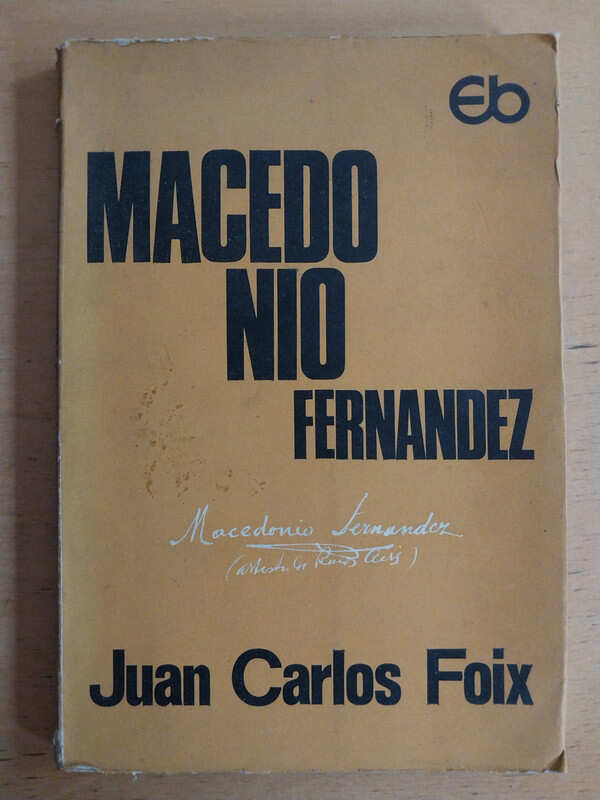 Eb
MACEDO
NIO
FERNANDEZ
Macedonio Fernandez
Juan Carlos Foix